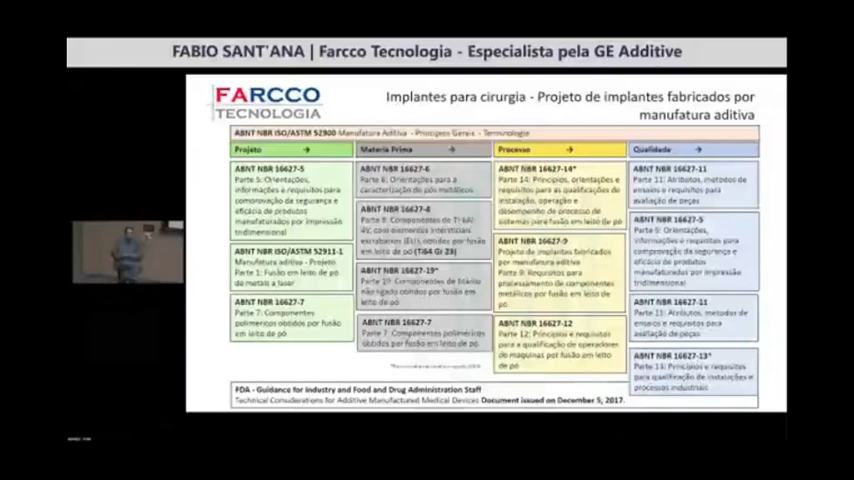 FABIO SANT'ANA | Farcco Tecnologia - Especialista pela GE Additive
FARCCO
TECNOLOGIA
Implantes para cirurgia - Projeto de implantes fabricados por
manufatura aditiva
ABNT NBR ISO/ASTM 52900 Manufatura Aditiva - Princípios Gerais - Terminologia
Projeto →
ABNT NBR 16627-5
Parte 5: Orientações,
informações e requisitos para
comprovação da segurança e
eficácia de produtos
manufaturados por impressão
tridimensional
ABNT NBR ISO/ASTM 52911-1
Manufatura aditiva - Projeto
Parte 1: Fusão em leito de pó
de metais a laser
ABNT NBR 16627-7
Parte 7: Componentes
poliméricos obtidos por fusão
em leito de pó
Materia Prima →
ABNT NBR 16627-6
Parte 6: Orientações para a
caracterização de pós metálicos
ABNT NBR 16627-8
Parte 8: Componentes de Ti 6Al
4V, com elementos intersticiais
extrabaixos (ELI), obtidos por fusão
em leito de pó (Ti64 Gr 23)
ABNT NBR 16627-19*
Parte 19: Componentes de titânio
não ligado obtidos por fusão em
leito de pó
ABNT NBR 16627-7
Parte 7: Componentes poliméricos
obtidos por fusão em leito de pó
Processo →
ABNT NBR 16627-14*
Parte 14: Princípios, orientações e
requisitos para as qualificações de
instalação, operação e
desempenho de processo de
sistemas para fusão em leito de pó
ABNT NBR 16627-9
Projeto de implantes fabricados
por manufatura aditiva
Parte 9: Requisitos para
processamento de componentes
metálicos por fusão em leito de
pó
ABNT NBR 16627-12
Parte 12: Princípios e requisitos
para a qualificação de operadores
de máquinas por fusão em leito
de pó
Qualidade →
ABNT NBR 16627-11
Parte 11: Atributos, métodos de
ensaios e requisitos para
avaliação de peças
ABNT NBR 16627-5
Parte 5: Orientações,
informações e requisitos para
comprovação da segurança e
eficácia de produtos
manufaturados por impressão
tridimensional
ABNT NBR 16627-11
Parte 11: Atributos, métodos de
ensaios e requisitos para
avaliação de peças
ABNT NBR 16627-13*
Parte 13: Princípios e requisitos
para qualificação de instalações e
processos industriais
FDA - Guidance for Industry and Food and Drug Administration Staff
Technical Considerations for Additive Manufactured Medical Devices Document issued on December 5, 2017.